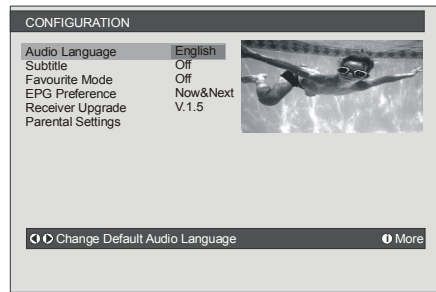 CONFIGURATION
Audio Language English
Subtitle Off
Favourite Mode Off
EPG Preference Now&Next
Receiver Upgrade V.1.5
Parental Settings
Change Default Audio Language More